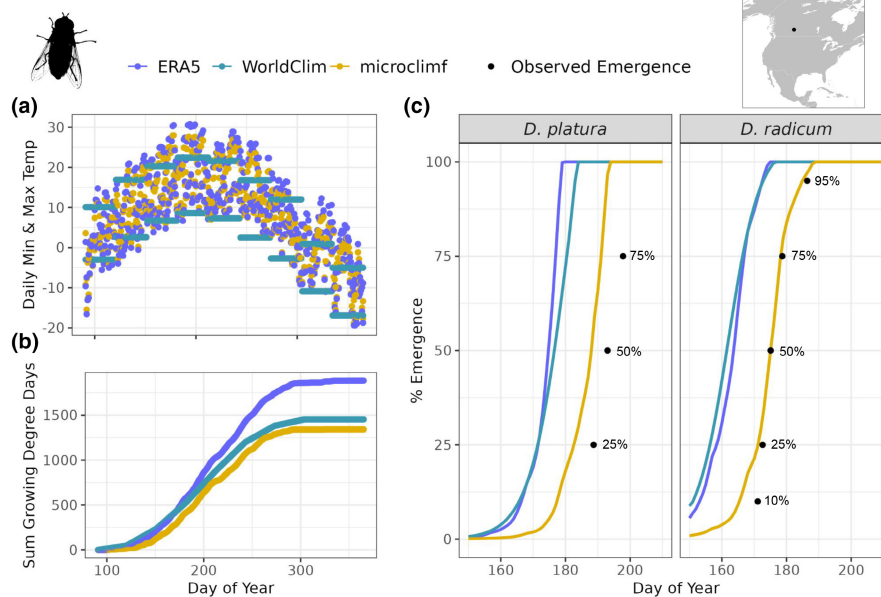 ERA5 WorldClim microclimf Observed Emergence
(a)
Daily Min & Max Temp
30
20
10
0
-10
-20
(b)
Sum Growing Degree Days
1500
1000
500
0
100 200 300
Day of Year
(c)
D. platura D. radicum
% Emergence
100
75
50
25
0
75%
50%
25%
95%
75%
50%
25%
10%
160 180 200 160 180 200
Day of Year